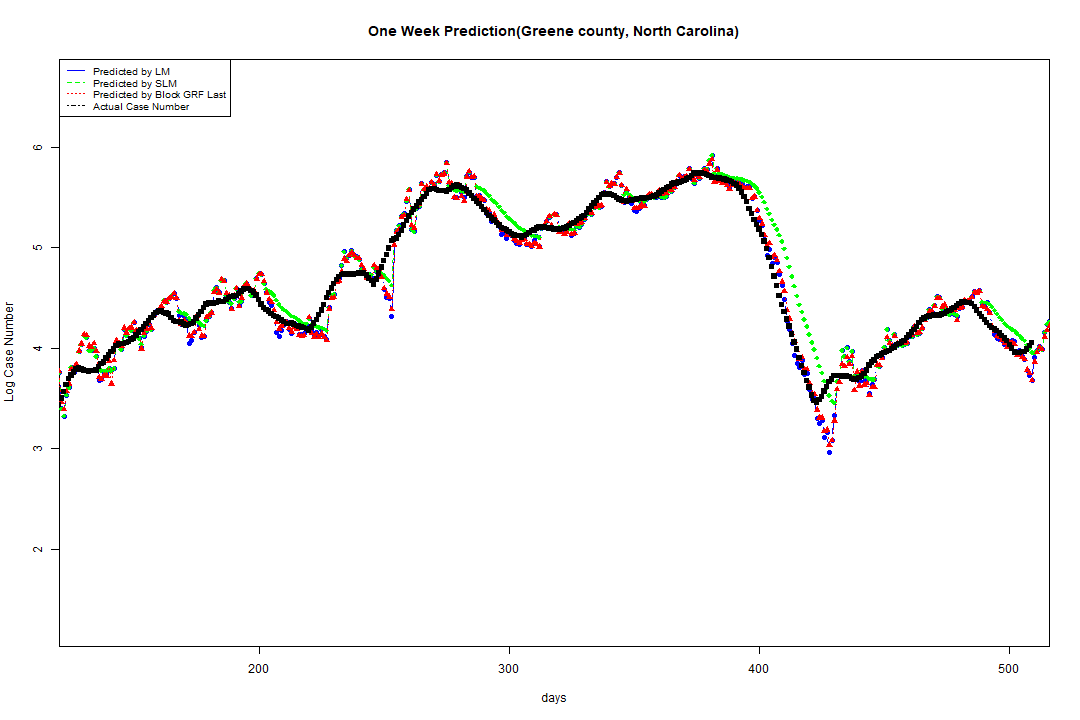 One Week Prediction(Greene county, North Carolina)
Predicted by LM
Predicted by SLM
Predicted by Block GRF Last
Actual Case Number
Log Case Number
6
5
4
3
2
200
300
400
500
days